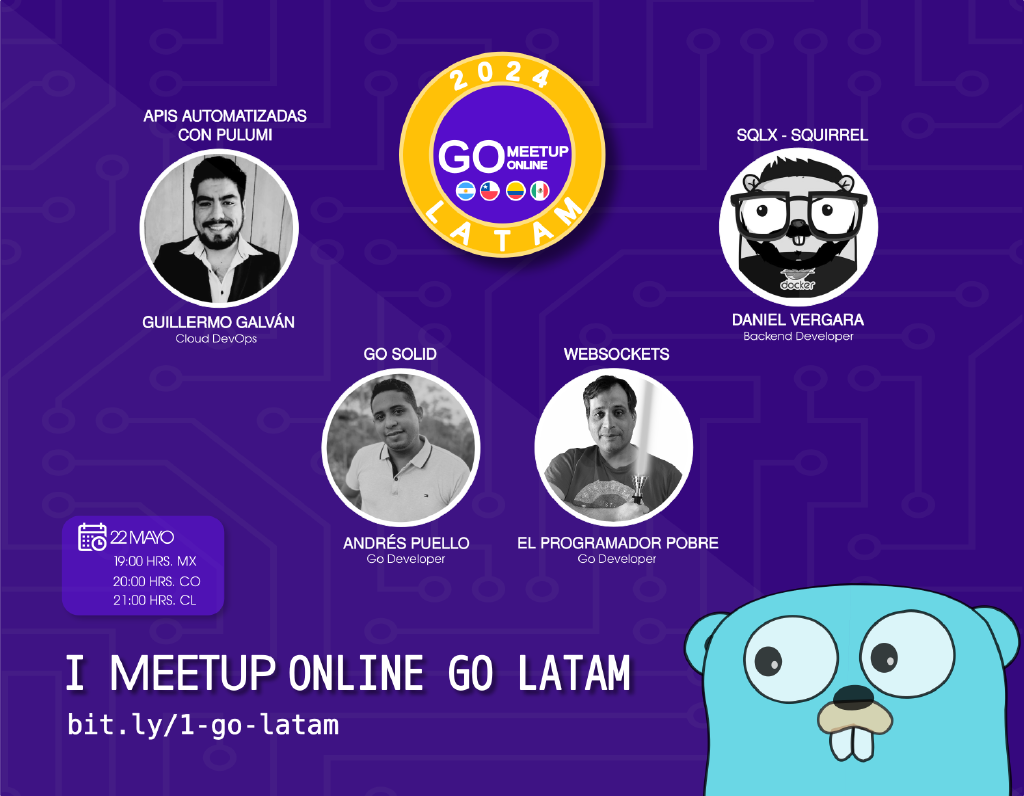 2024
GO MEETUP
ONLINE
LATAM
APIS AUTOMATIZADAS
CON PULUMI
GUILLERMO GALVÁN
Cloud DevOps
SQLX - SQUIRREL
docker
DANIEL VERGARA
Backend Developer
GO SOLID
ANDRÉS PUELLO
Go Developer
WEBSOCKETS
EL PROGRAMADOR POBRE
Go Developer
22 MAYO
19:00 HRS. MX
20:00 HRS. CO
21:00 HRS. CL
I MEETUP ONLINE GO LATAM
bit.ly/1-go-latam